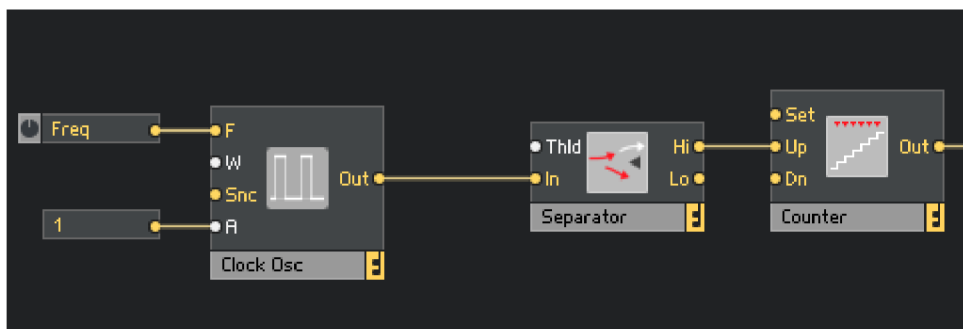 Freq
1
F
W
Snc
A
Out
Clock Osc
Thld
In
Hi
Lo
Separator
Set
Up
Dn
Out
Counter